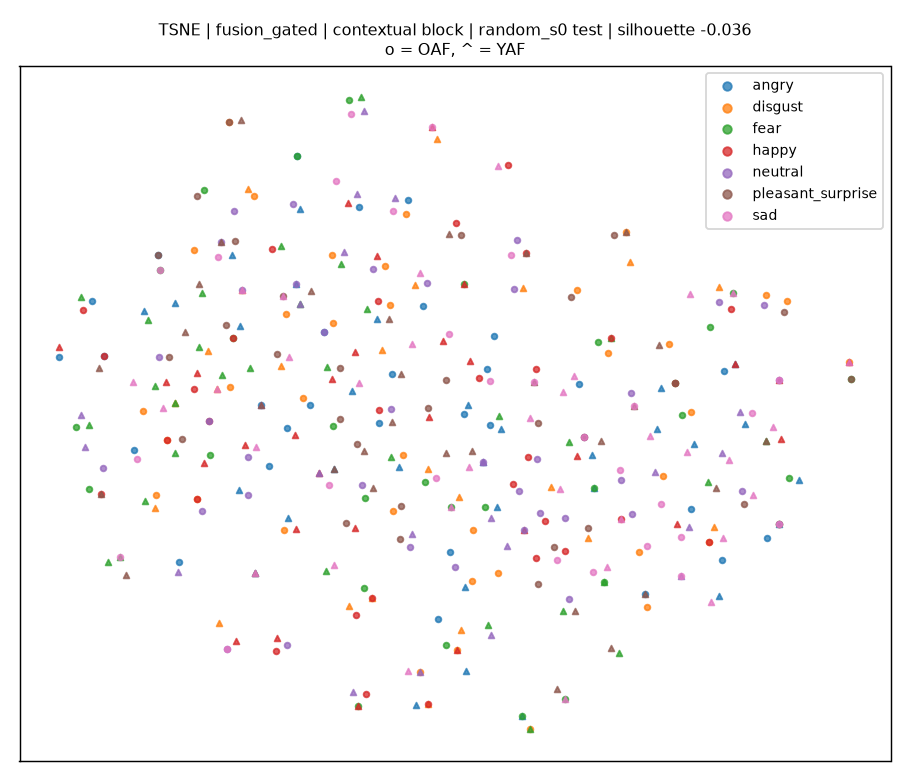 TSNE | fusion_gated | contextual block | random_s0 test | silhouette -0.036
o = OAF, ^ = YAF
angry
disgust
fear
happy
neutral
pleasant_surprise
sad